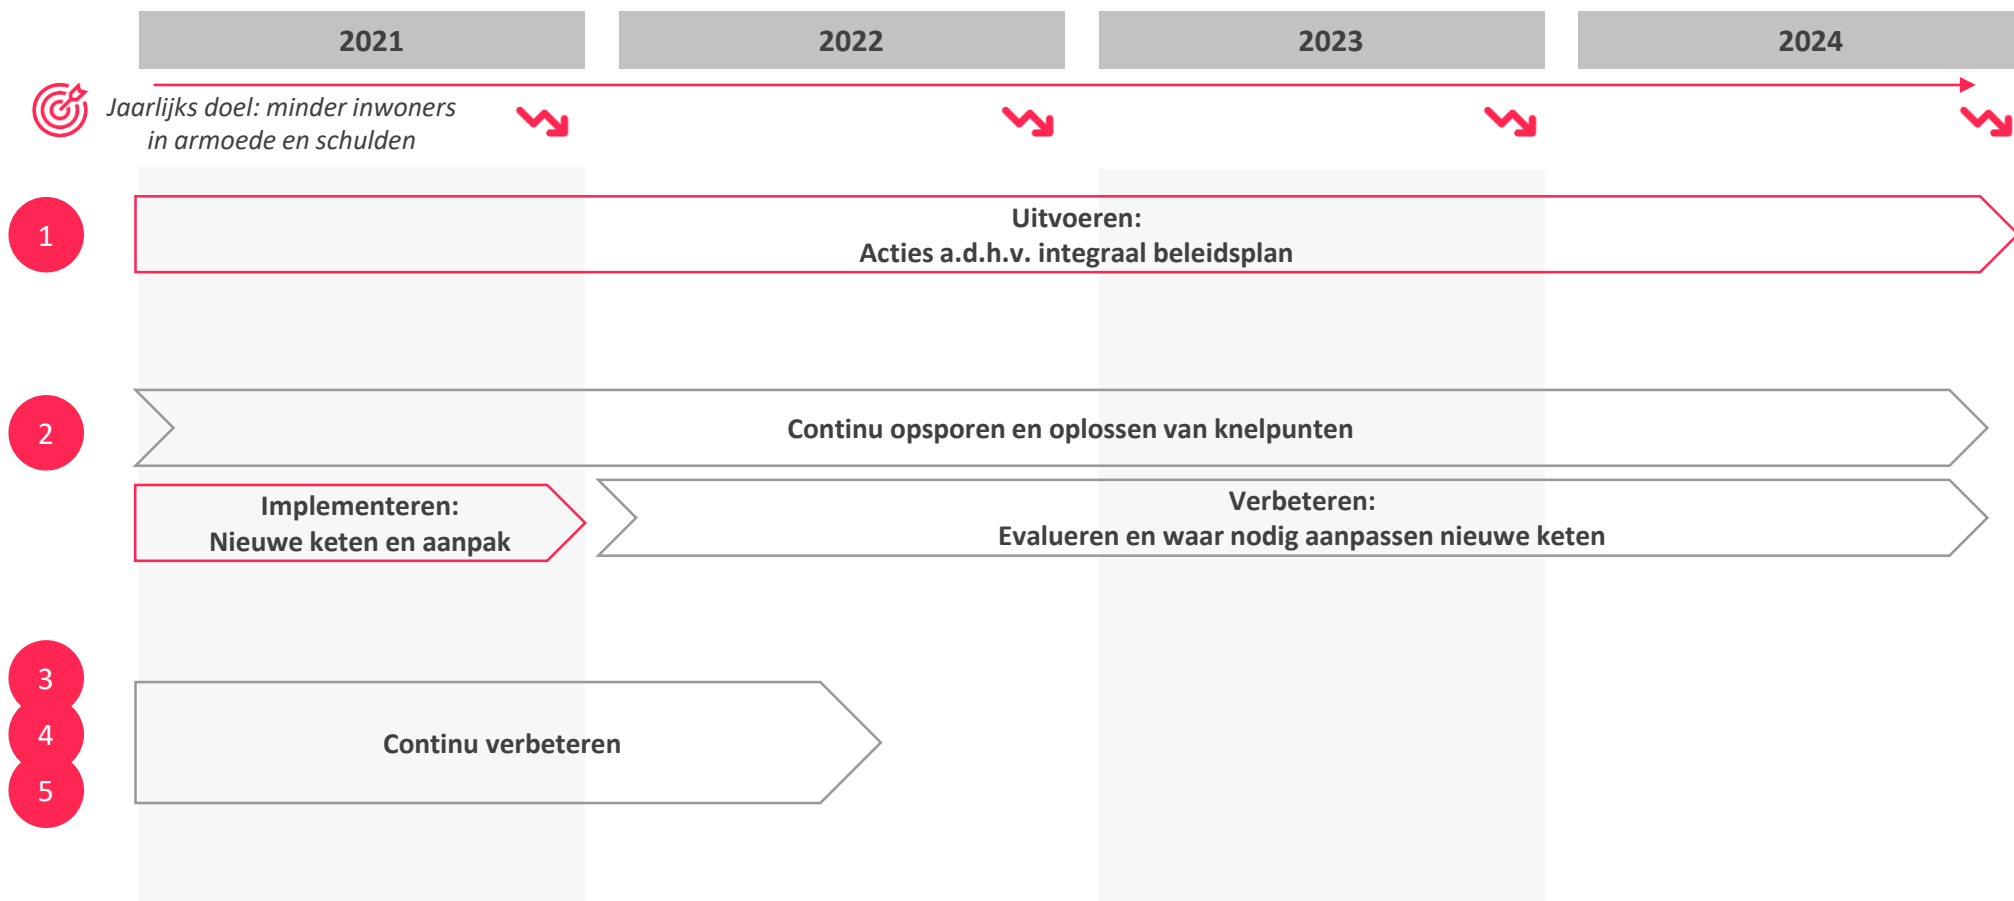 2021
2022
2023
2024
Jaarlijks doel: minder inwoners
in armoede en schulden
1
Uitvoeren:
Acties a.d.h.v. integraal beleidsplan
2
Continu opsporen en oplossen van knelpunten
Implementeren:
Nieuwe keten en aanpak
Verbeteren:
Evalueren en waar nodig aanpassen nieuwe keten
3
4
5
Continu verbeteren